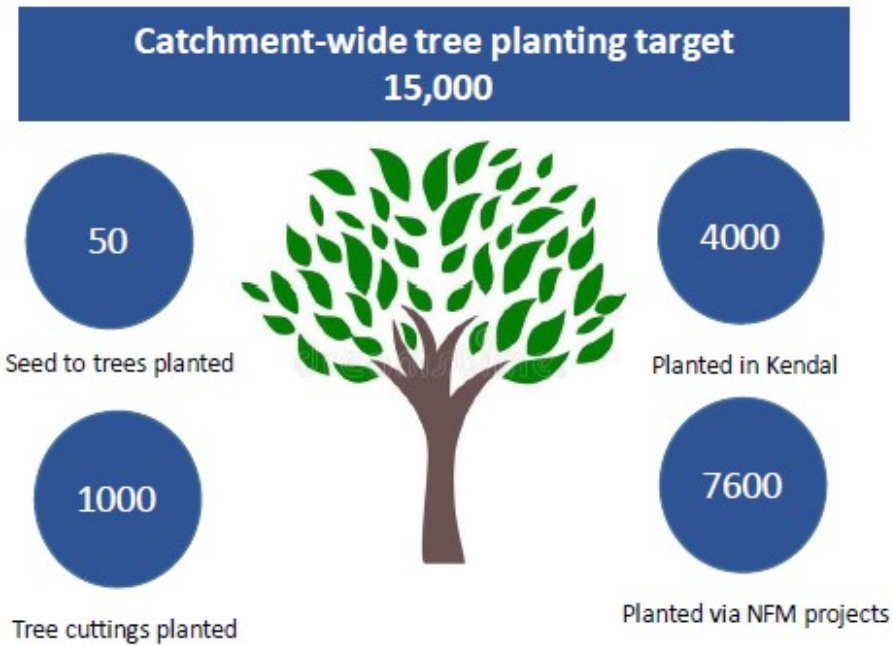 Catchment-wide tree planting target
15,000
50
Seed to trees planted
4000
Planted in Kendal
1000
Tree cuttings planted
7600
Planted via NFM projects